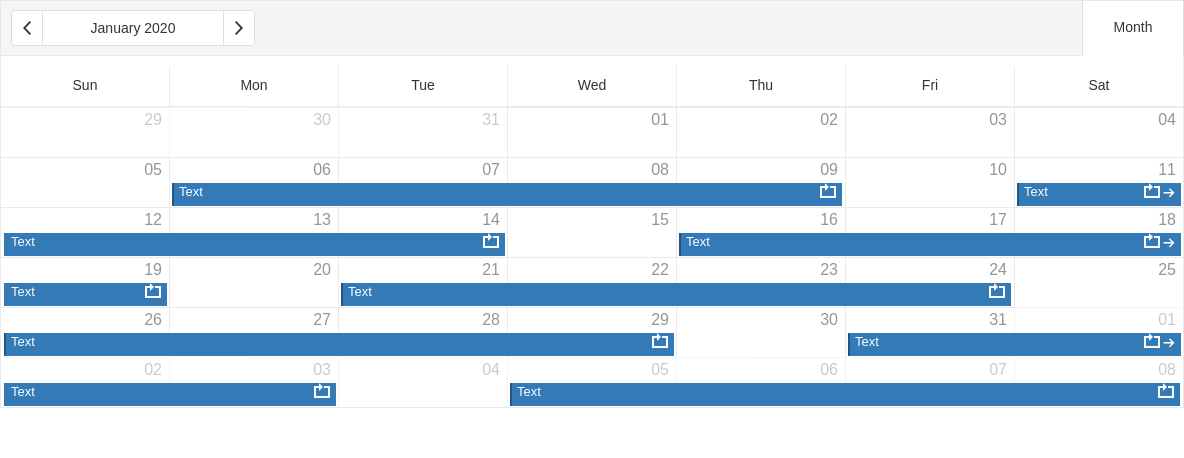 January 2020 Month
Sun Mon Tue Wed Thu Fri Sat
29 30 31 01 02 03 04
05 06 07 08 09 10 11
Text Text
12 13 14 15 16 17 18
Text Text
19 20 21 22 23 24 25
Text Text
26 27 28 29 30 31 01
Text Text
02 03 04 05 06 07 08
Text Text